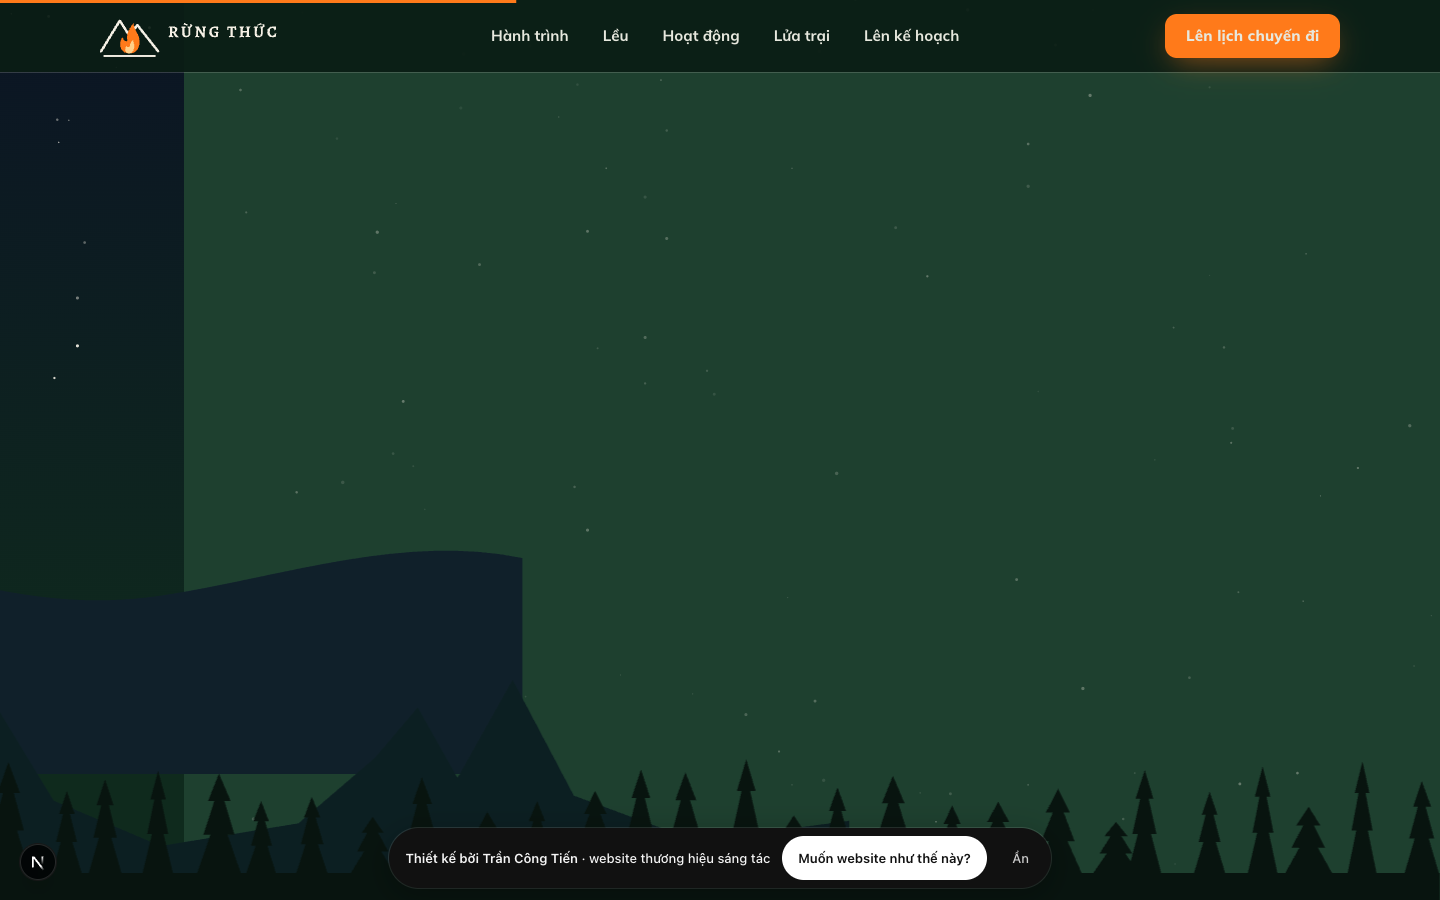 RỪNG THỨC
Hành trình
Lều
Hoạt động
Lửa trại
Lên kế hoạch
Lên lịch chuyến đi
Thiết kế bởi Trần Công Tiến · website thương hiệu sáng tác
Muốn website như thế này?
Ẩn
N